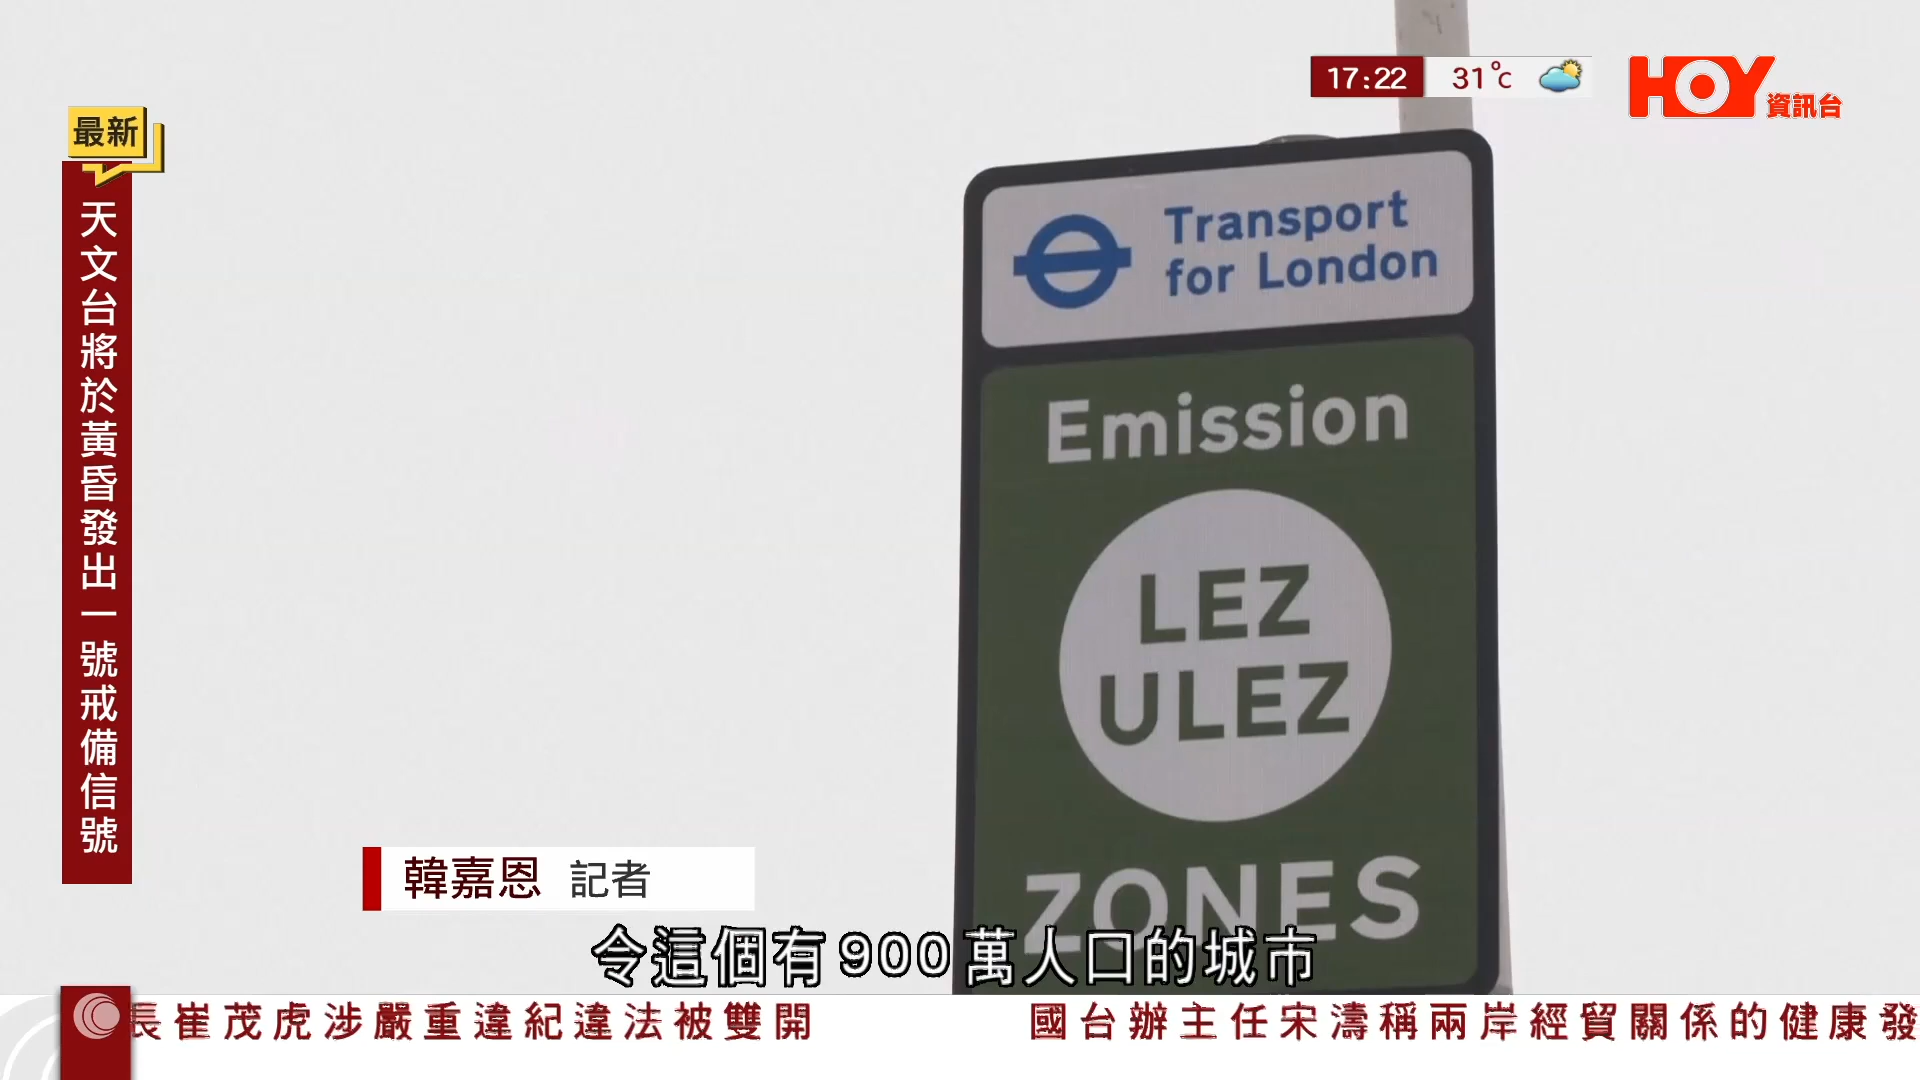 17:22 31°C
HOY 資訊台
最新
天文台將於黃昏發出一號戒備信號
Transport
for London
Emission
LEZ
ULEZ
ZONES
韓嘉恩 記者
令這個有900萬人口的城市
長崔茂虎涉嚴重違紀違法被雙開 國台辦主任宋濤稱兩岸經貿關係的健康發